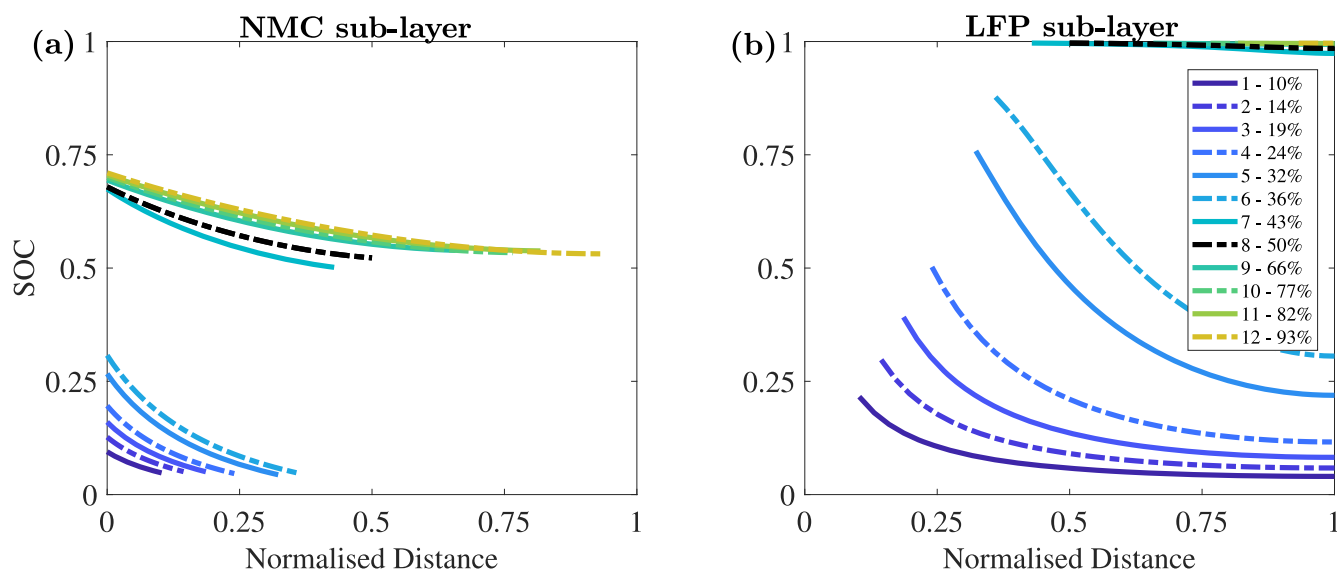 (a)
NMC sub-layer
1
0.75
0.5
0.25
0
SOC
0
0.25
0.5
0.75
1
Normalised Distance
(b)
LFP sub-layer
1
0.75
0.5
0.25
0
1 - 10%
2 - 14%
3 - 19%
4 - 24%
5 - 32%
6 - 36%
7 - 43%
8 - 50%
9 - 66%
10 - 77%
11 - 82%
12 - 93%
0
0.25
0.5
0.75
1
Normalised Distance